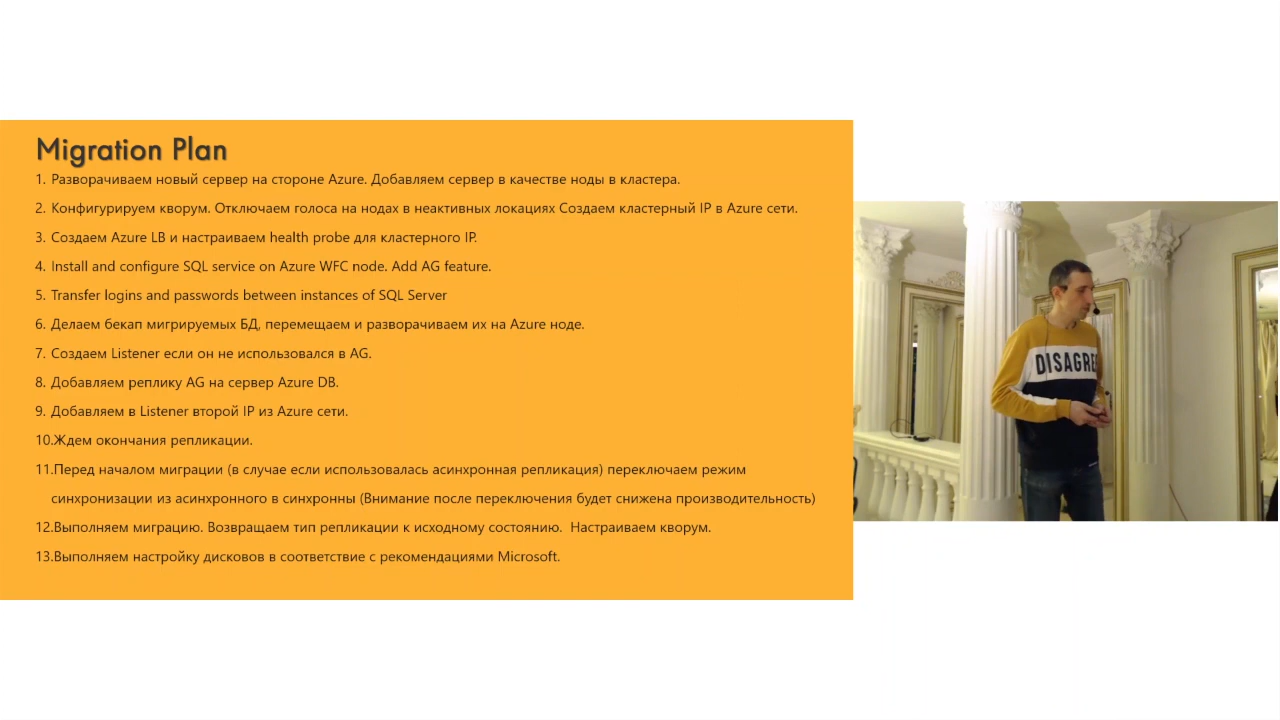 Migration Plan
1. Разворачиваем новый сервер на стороне Azure. Добавляем сервер в качестве ноды в кластера.
2. Конфигурируем кворум. Отключаем голоса на нодах в неактивных локациях Создаем кластерный IP в Azure сети.
3. Создаем Azure LB и настраиваем health probe для кластерного IP.
4. Install and configure SQL service on Azure WFC node. Add AG feature.
5. Transfer logins and passwords between instances of SQL Server
6. Делаем бекап мигрируемых БД, перемещаем и разворачиваем их на Azure ноде.
7. Создаем Listener если он не использовался в AG.
8. Добавляем реплику AG на сервер Azure DB.
9. Добавляем в Listener второй IP из Azure сети.
10.Ждем окончания репликации.
11.Перед началом миграции (в случае если использовалась асинхронная репликация) переключаем режим
синхронизации из асинхронного в синхронны (Внимание после переключения будет снижена производительность)
12.Выполняем миграцию. Возвращаем тип репликации к исходному состоянию.  Настраиваем кворум.
13.Выполняем настройку дисков в соответствие с рекомендациями Microsoft.
DISAGRE